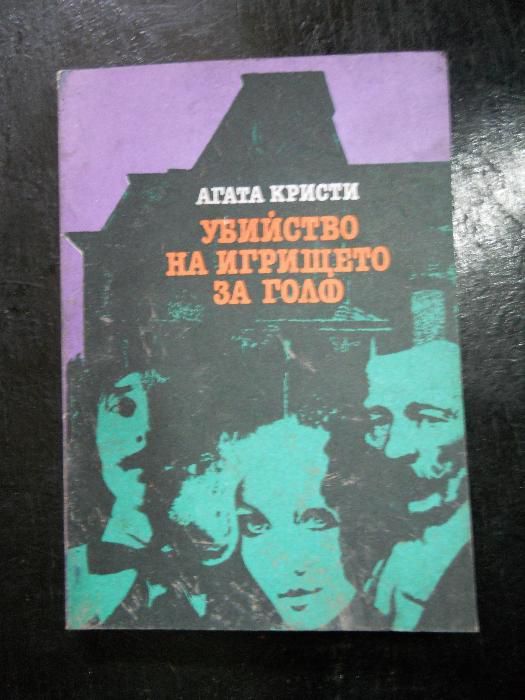 АГАТА КРИСТИ
УБИЙСТВО
НА ИГРИЩЕТО
ЗА ГОЛФ